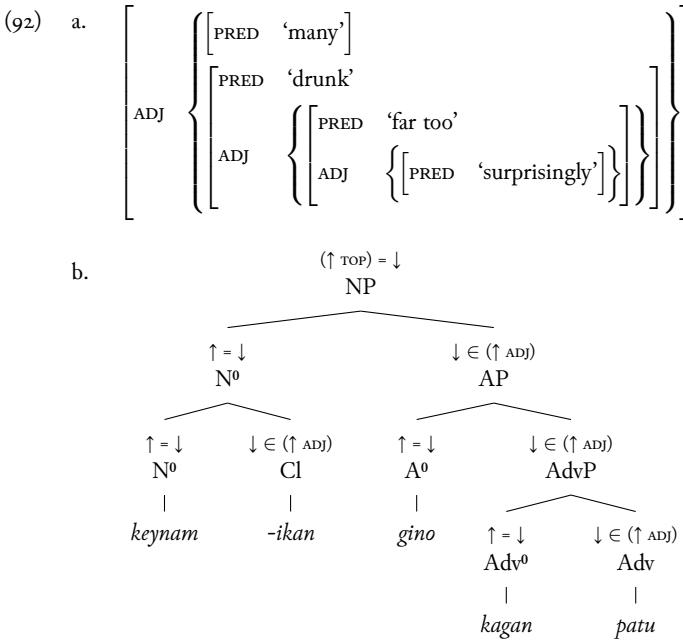 (92) a. [ADJ { [PRED ‘many’]
[PRED ‘drunk’
ADJ { [PRED ‘far too’
ADJ {[PRED ‘surprisingly’]}]}]}]
b.
(↑ TOP) = ↓
NP
↑ = ↓ ↓ ∈ (↑ ADJ)
N⁰ AP
↑ = ↓ ↓ ∈ (↑ ADJ) ↑ = ↓ ↓ ∈ (↑ ADJ)
N⁰ Cl A⁰ AdvP
keynam -ikan gino
↑ = ↓ ↓ ∈ (↑ ADJ)
Adv⁰ Adv
kagan patu